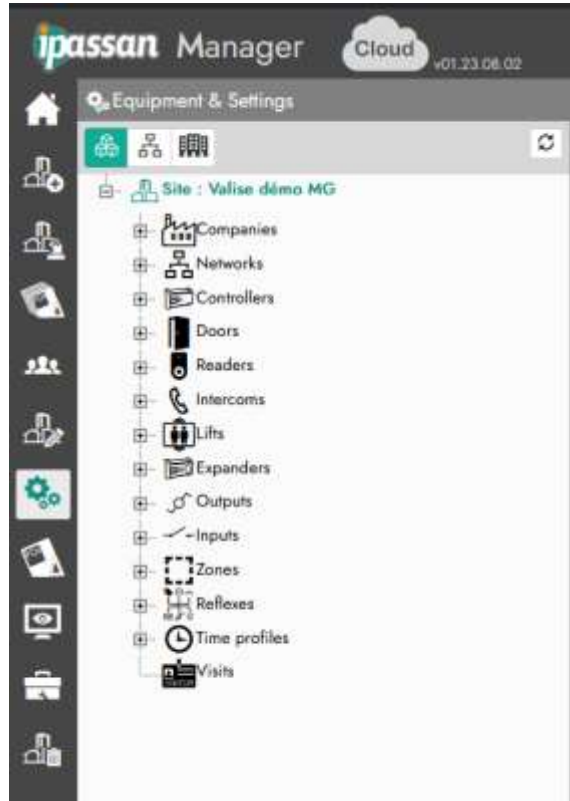 ipassan Manager Cloud v01.23.06.02
Equipment & Settings
Site : Valise démo MG
Companies
Networks
Controllers
Doors
Readers
Intercoms
Lifts
Expanders
Outputs
Inputs
Zones
Reflexes
Time profiles
Visits